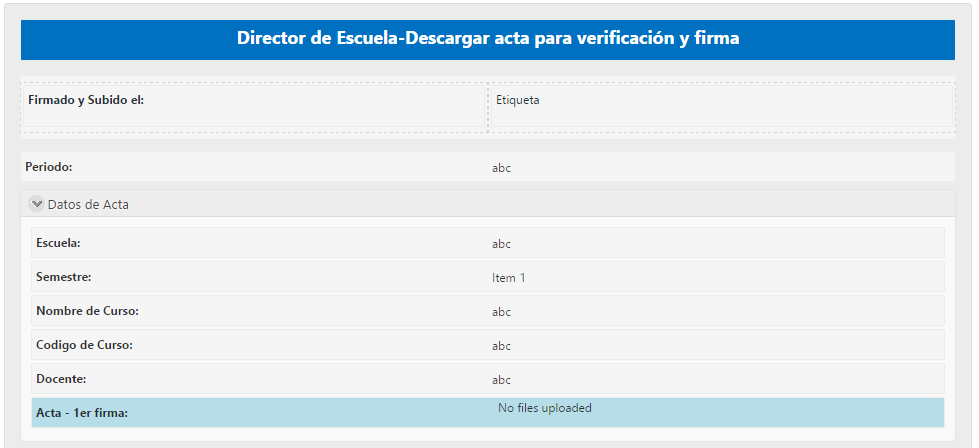 Director de Escuela-Descargar acta para verificación y firma
Firmado y Subido el: Etiqueta
Periodo: abc
Datos de Acta
Escuela: abc
Semestre: Item 1
Nombre de Curso: abc
Codigo de Curso: abc
Docente: abc
Acta - 1er firma: No files uploaded